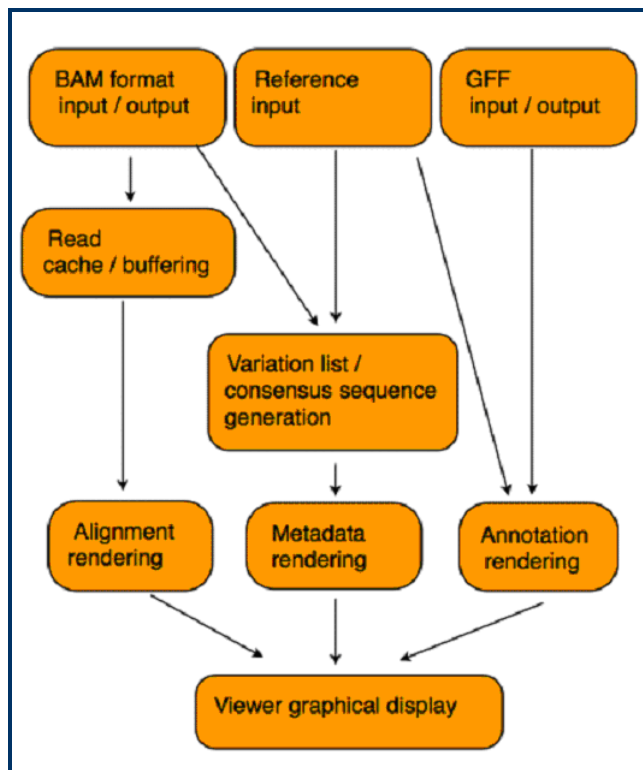 BAM format
input / output
Reference
input
GFF
input / output
Read
cache / buffering
Variation list /
consensus sequence
generation
Alignment
rendering
Metadata
rendering
Annotation
rendering
Viewer graphical display